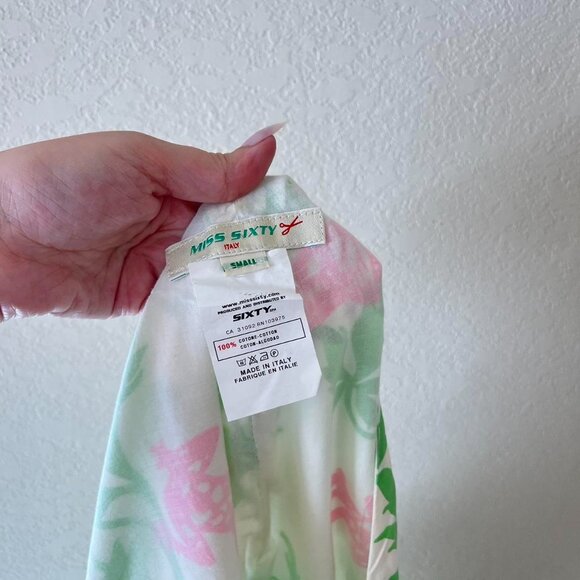 MISS SIXTY
ITALY
SMALL
www.misssixty.com
PRODUCED AND DISTRIBUTED BY
SIXTY
CA 31092 RN103975
100% COTONE-COTTON
COTON-ALGODAO
MADE IN ITALY
FABRIQUE EN ITALIE